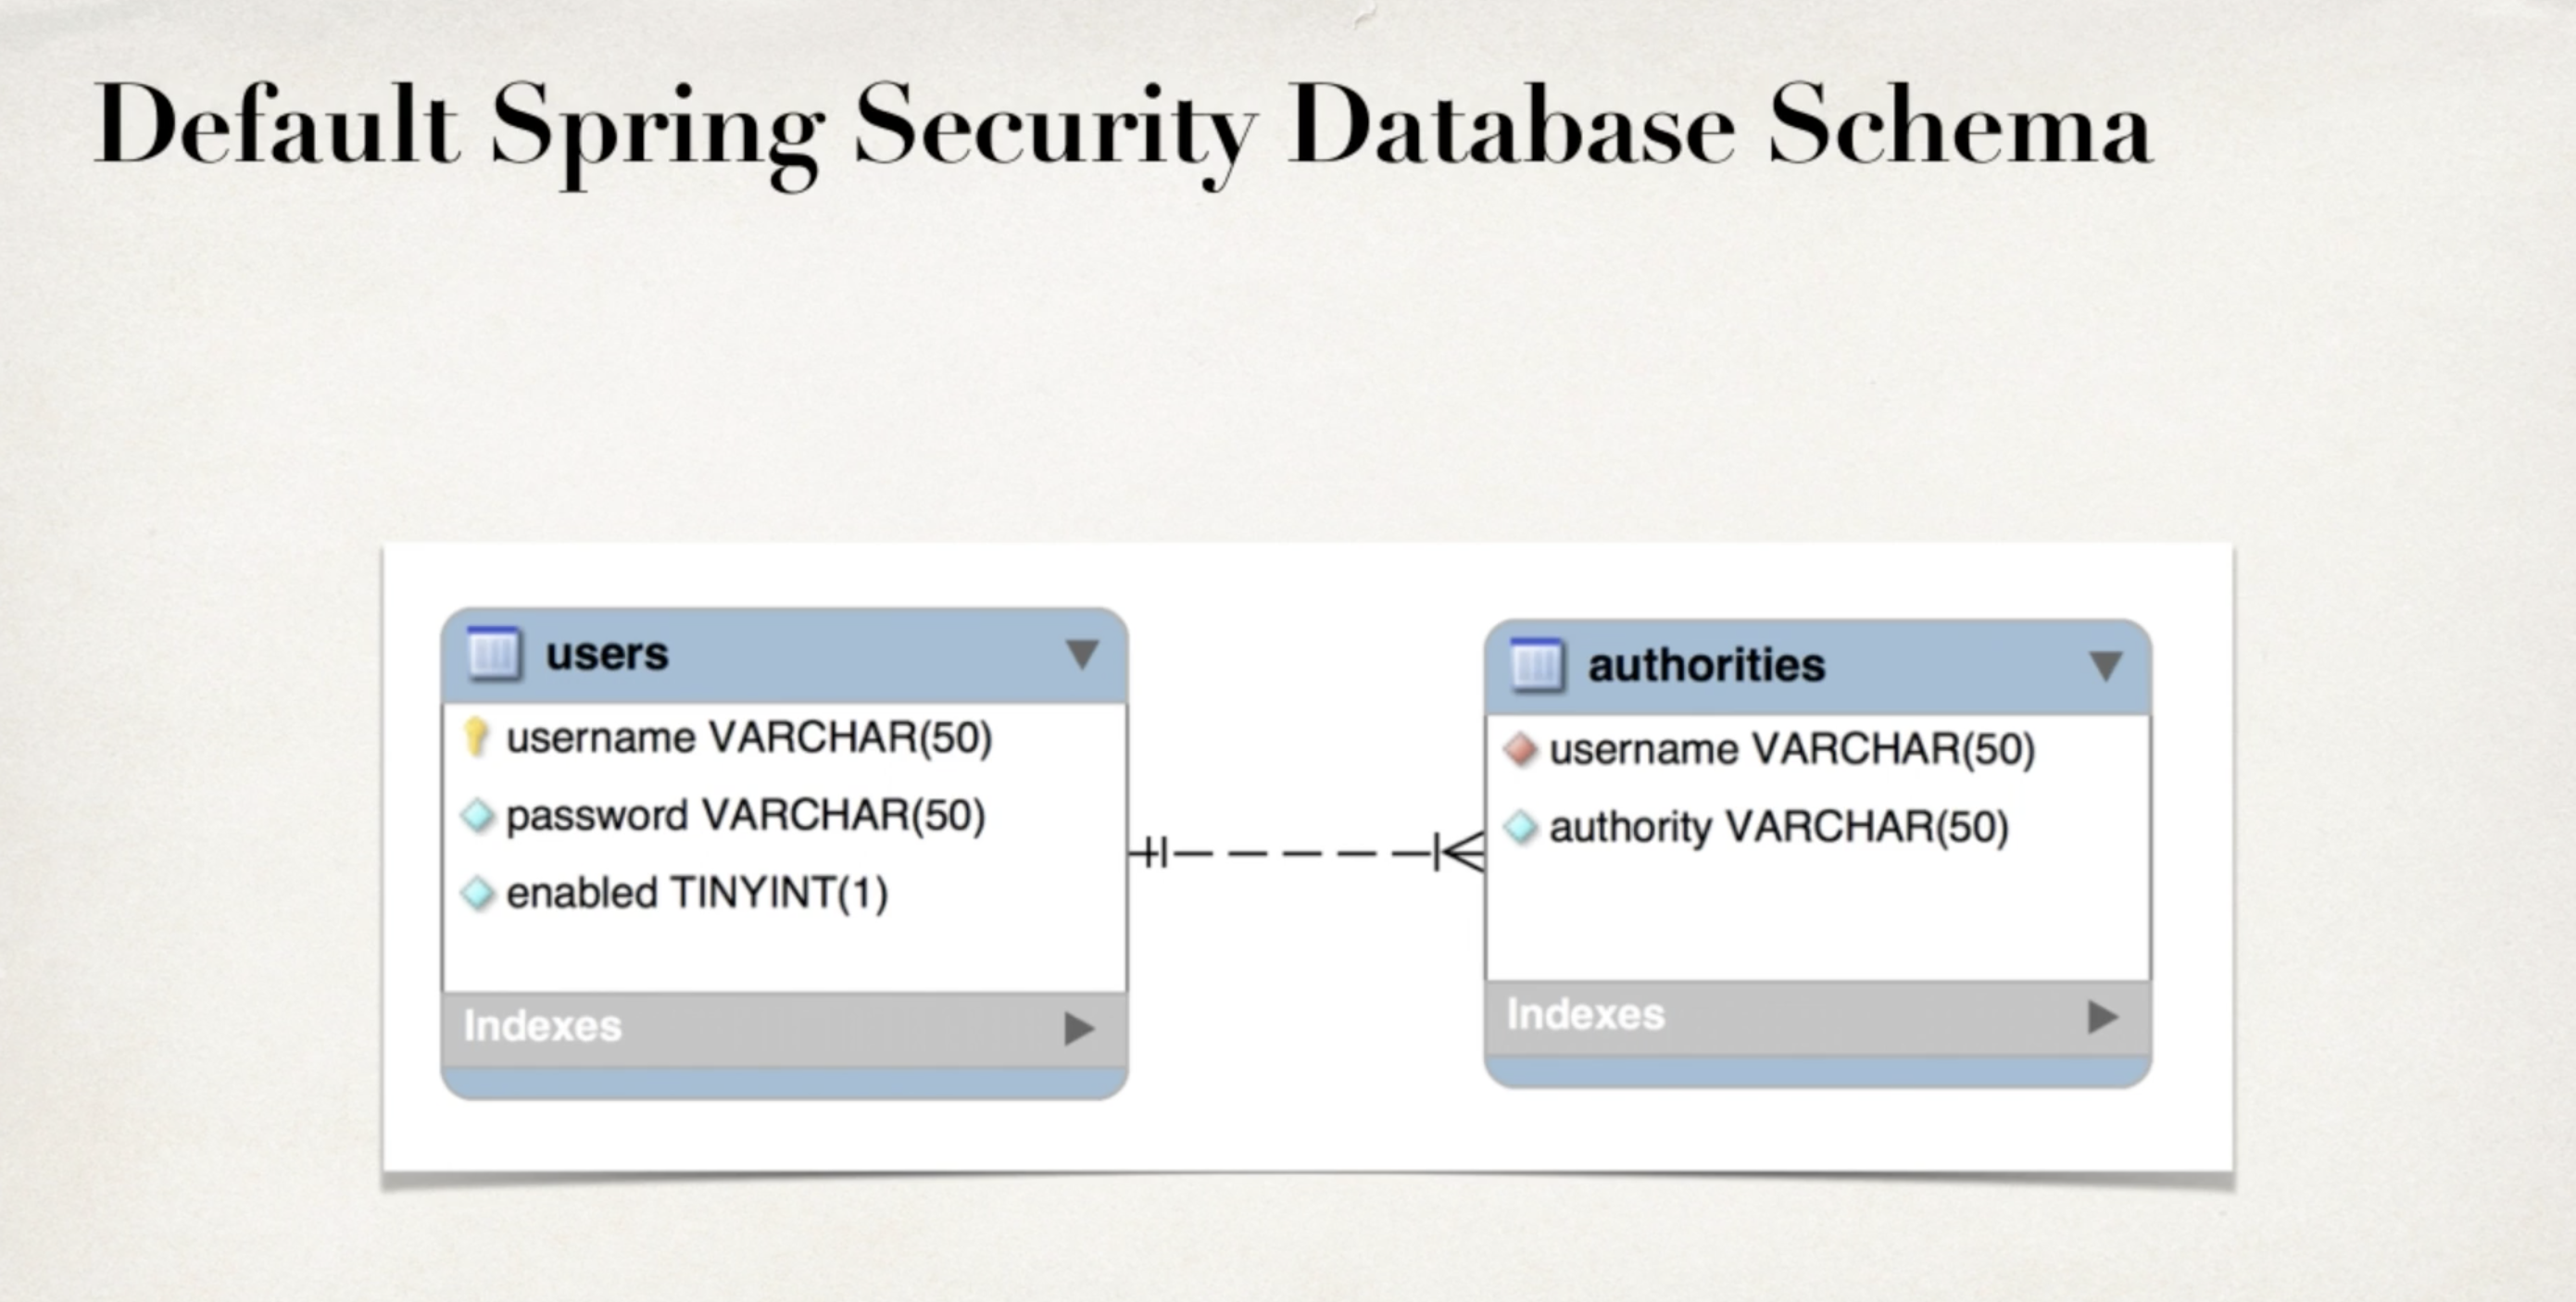 Default Spring Security Database Schema
users
username VARCHAR(50)
password VARCHAR(50)
enabled TINYINT(1)
Indexes
authorities
username VARCHAR(50)
authority VARCHAR(50)
Indexes